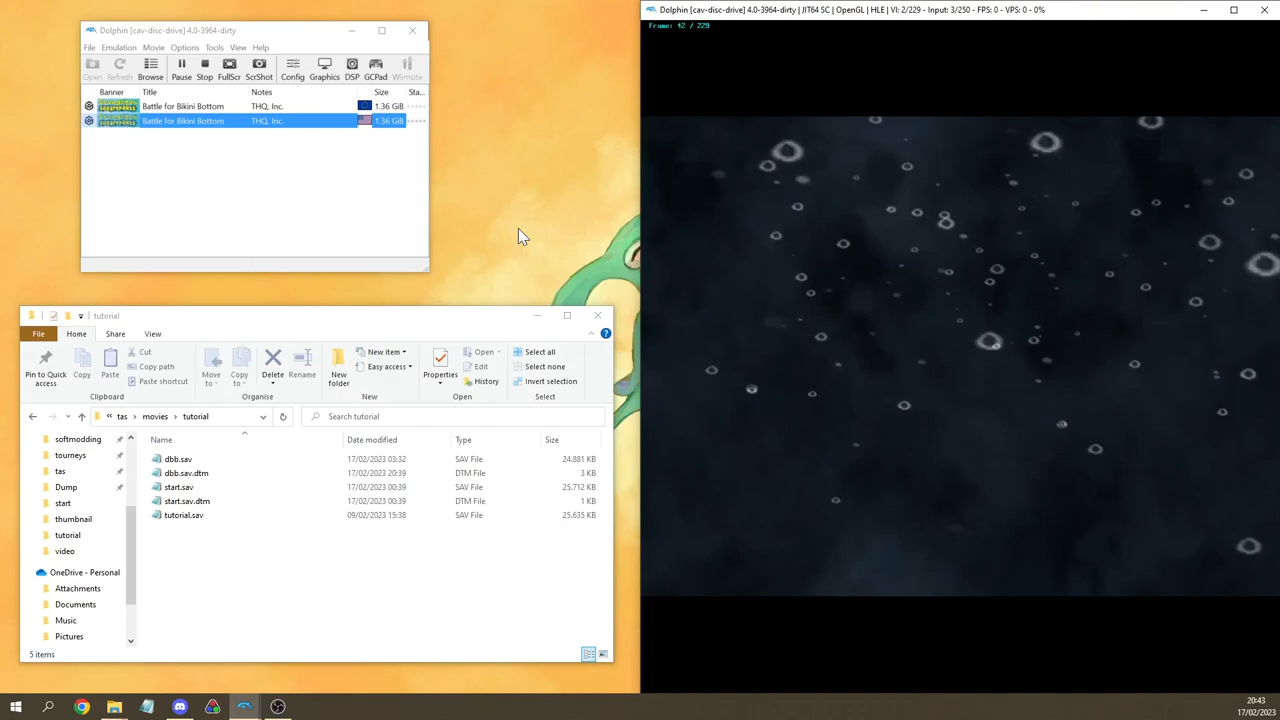 Dolphin [cav-disc-drive] 4.0-3964-dirty
File Emulation Movie Options Tools View Help
Open Refresh Browse Pause Stop FullScr ScrShot Config Graphics DSP GCPad Wiimote
Banner Title Notes Size Sta...
Battle for Bikini Bottom THQ, Inc. 1.36 GiB
Battle for Bikini Bottom THQ, Inc. 1.36 GiB
Dolphin [cav-disc-drive] 4.0-3964-dirty | JIT64 SC | OpenGL | HLE | VI: 2/229 - Input: 3/250 - FPS: 0 - VPS: 0 - 0%
Frame: 42 / 229
tutorial
File Home Share View
Pin to Quick access
Copy
Paste
Cut
Copy path
Paste shortcut
Clipboard
Move to
Copy to
Delete
Rename
Organise
New folder
New item
Easy access
New
Properties
Open
Edit
History
Open
Select all
Select none
Invert selection
Select
« tas › movies › tutorial
Search tutorial
softmodding
tourneys
tas
Dump
start
thumbnail
tutorial
video
OneDrive - Personal
Attachments
Documents
Music
Pictures
Name Date modified Type Size
dbb.sav 17/02/2023 03:32 SAV File 24.881 KB
dbb.sav.dtm 17/02/2023 20:39 DTM File 3 KB
start.sav 17/02/2023 00:39 SAV File 25.712 KB
start.sav.dtm 17/02/2023 00:39 DTM File 1 KB
tutorial.sav 09/02/2023 15:38 SAV File 25.635 KB
5 items
20:43
17/02/2023